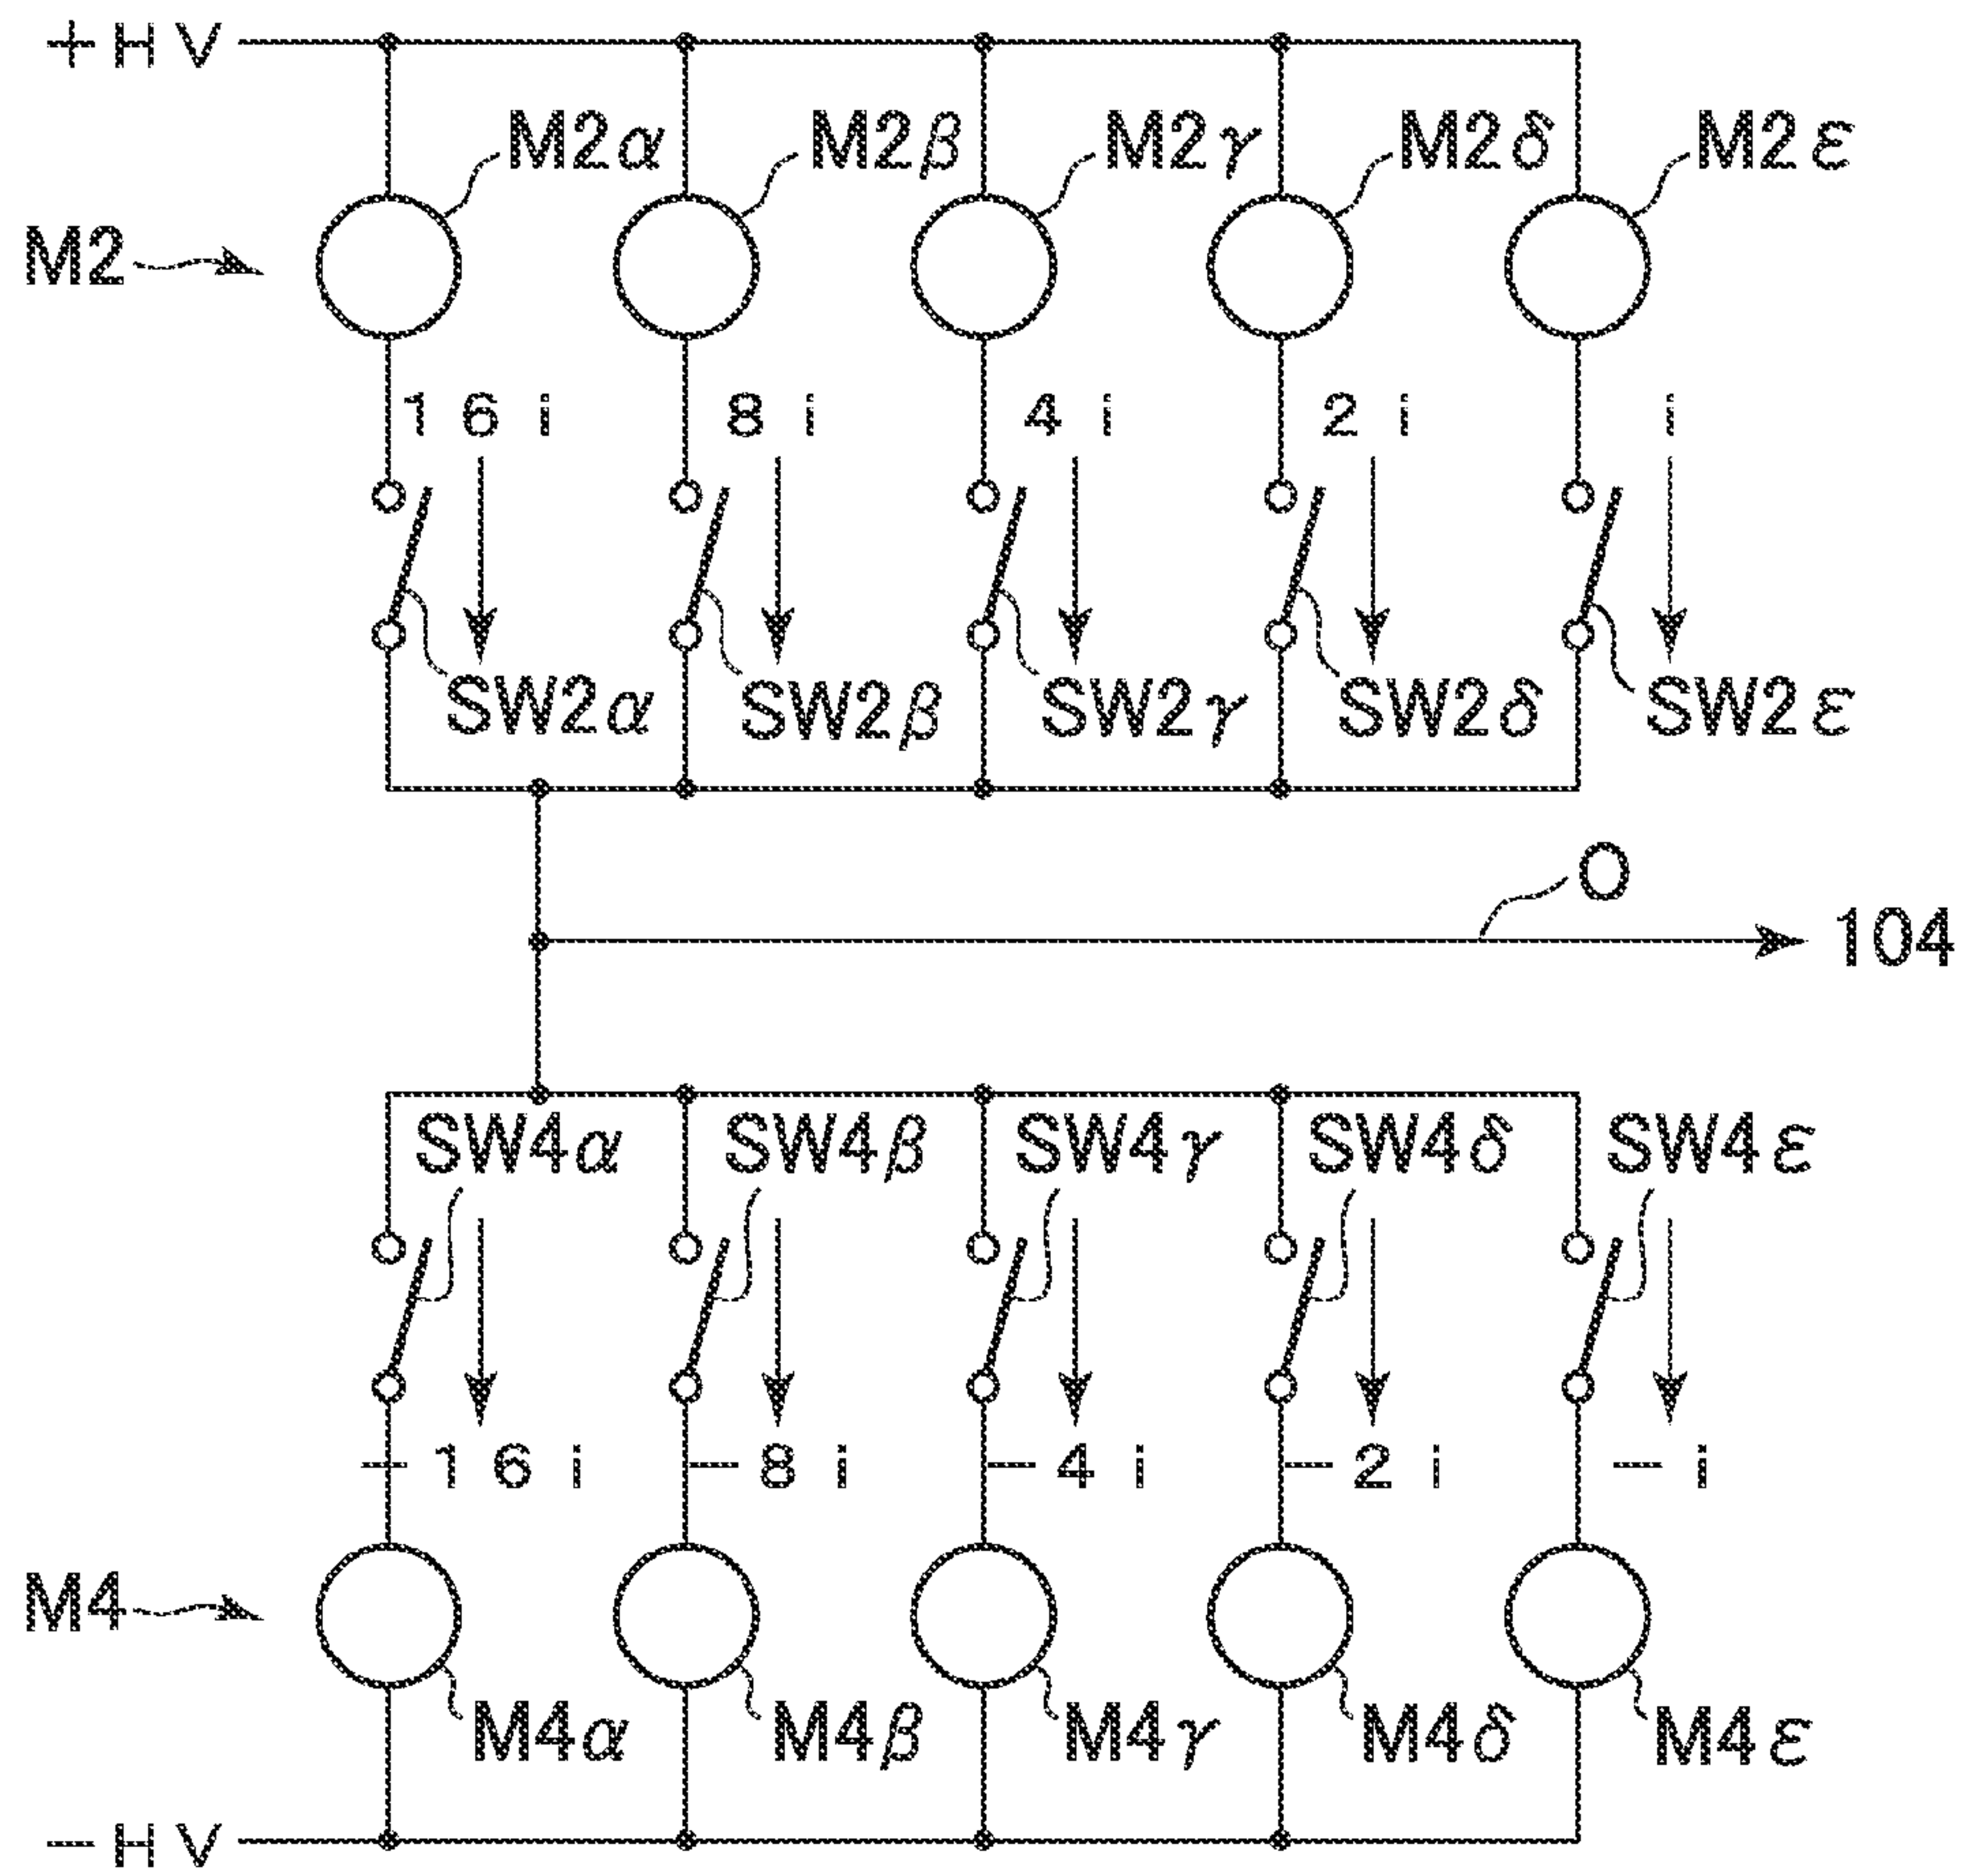 +HV
M2α M2β M2γ M2δ M2ε
M2
16i 8i 4i 2i i
SW2α SW2β SW2γ SW2δ SW2ε
O
104
SW4α SW4β SW4γ SW4δ SW4ε
−16i −8i −4i −2i −i
M4
M4α M4β M4γ M4δ M4ε
−HV